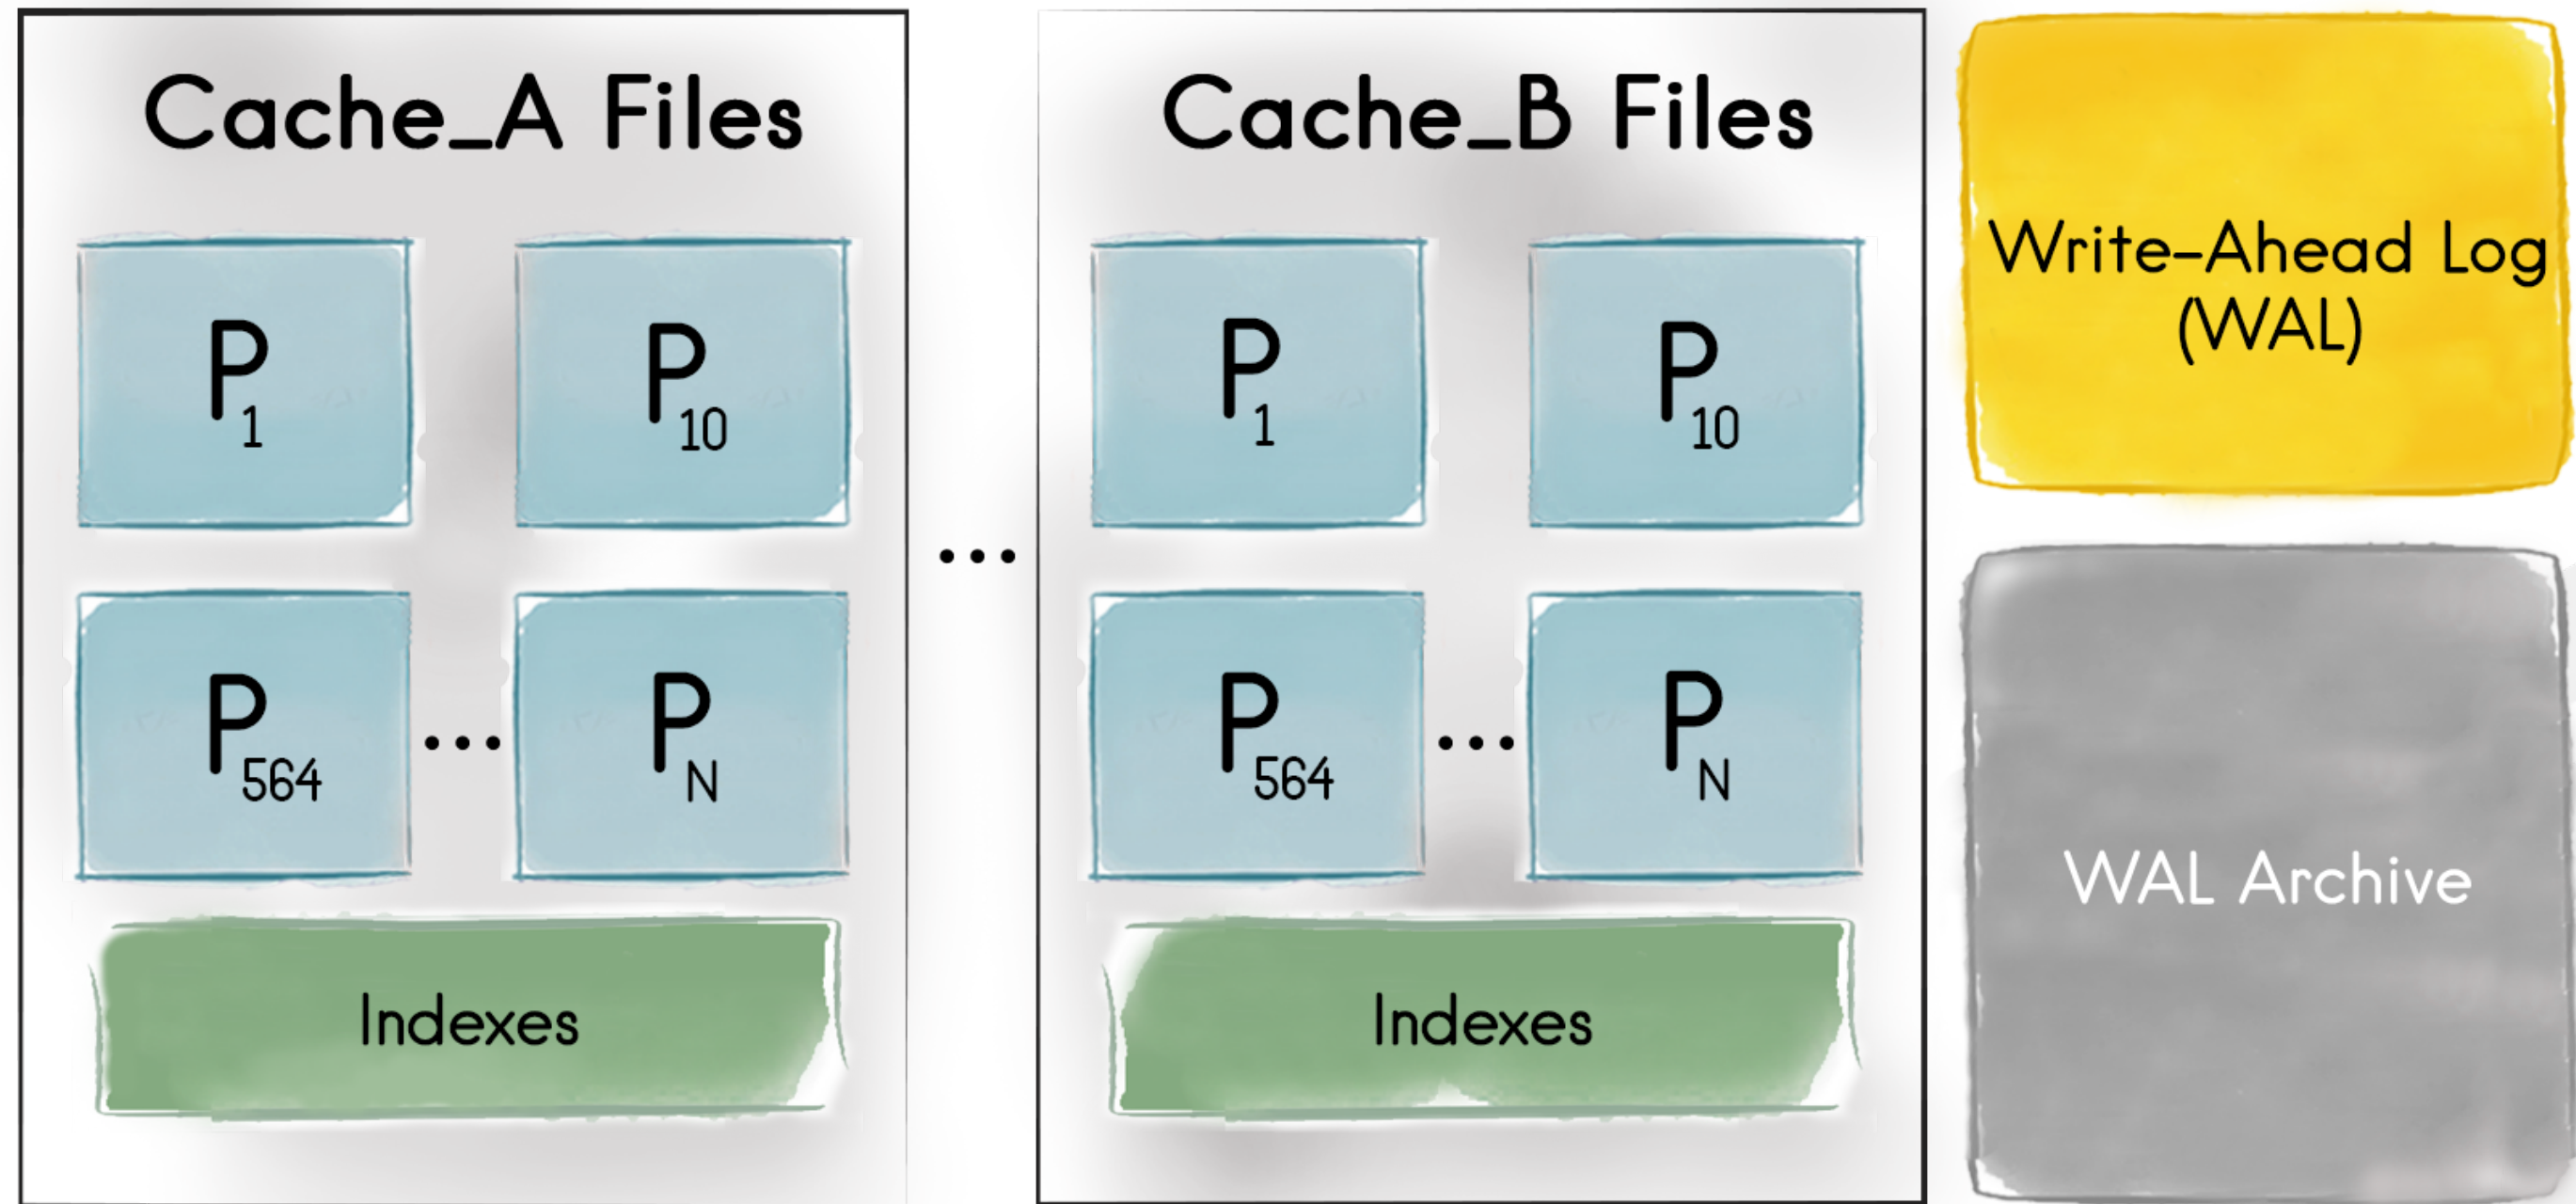 Cache_A Files
P1
P10
P564
...
PN
Indexes
...
Cache_B Files
P1
P10
P564
...
PN
Indexes
Write-Ahead Log
(WAL)
WAL Archive